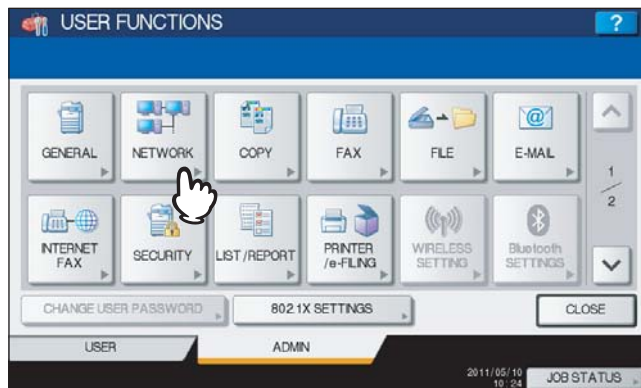 USER FUNCTIONS
?
GENERAL
NETWORK
COPY
FAX
FILE
E-MAIL
1
2
INTERNET
FAX
SECURITY
LIST/REPORT
PRINTER
/e-FILING
WIRELESS
SETTING
Bluetooth
SETTINGS
CHANGE USER PASSWORD
802.1X SETTINGS
CLOSE
USER
ADMIN
2011/05/10
10:24
JOB STATUS